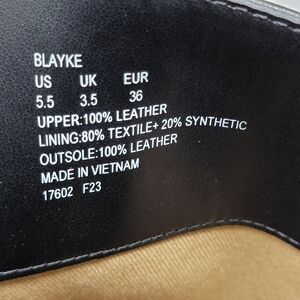 BLAYKE
US UK EUR
5.5 3.5 36
UPPER:100% LEATHER
LINING:80% TEXTILE+ 20% SYNTHETIC
OUTSOLE:100% LEATHER
MADE IN VIETNAM
17602 F23